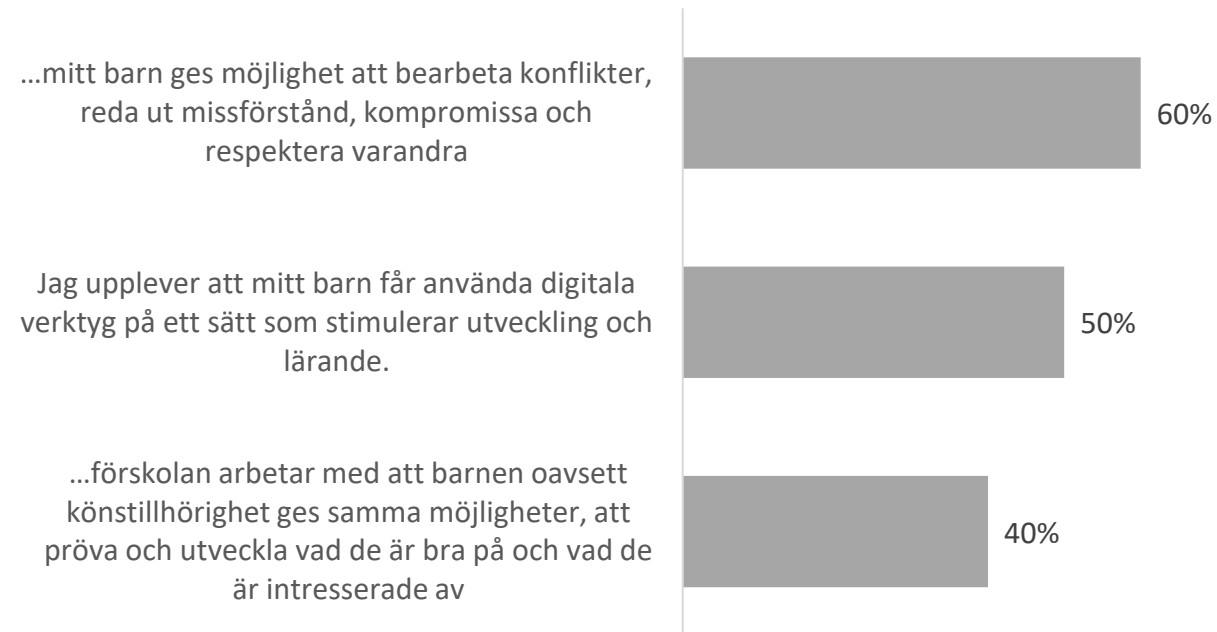 ...mitt barn ges möjlighet att bearbeta konflikter,
reda ut missförstånd, kompromissa och
respektera varandra
60%
Jag upplever att mitt barn får använda digitala
verktyg på ett sätt som stimulerar utveckling och
lärande.
50%
...förskolan arbetar med att barnen oavsett
könstillhörighet ges samma möjligheter, att
pröva och utveckla vad de är bra på och vad de
är intresserade av
40%